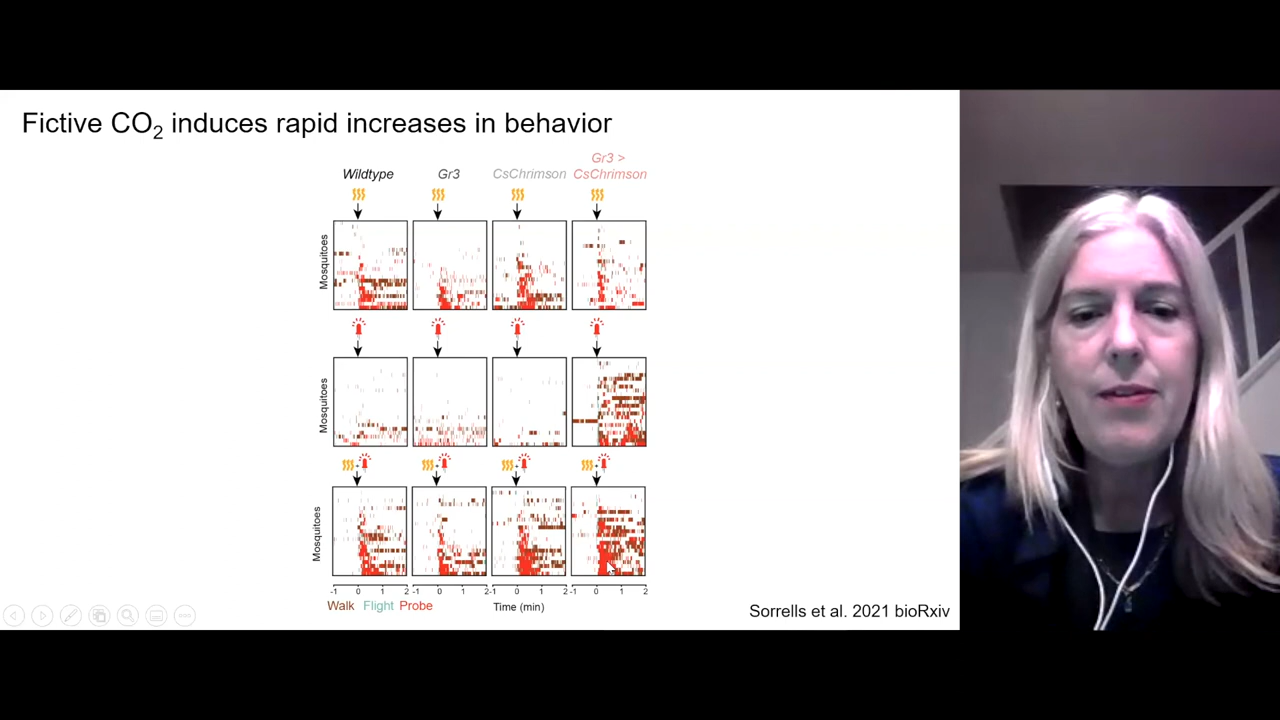 Fictive CO₂ induces rapid increases in behavior
Gr3 >
Wildtype Gr3 CsChrimson CsChrimson
Mosquitoes
Mosquitoes
Mosquitoes
-1 0 1 2 -1 0 1 2 -1 0 1 2 -1 0 1 2
Walk Flight Probe Time (min)
Sorrells et al. 2021 bioRxiv